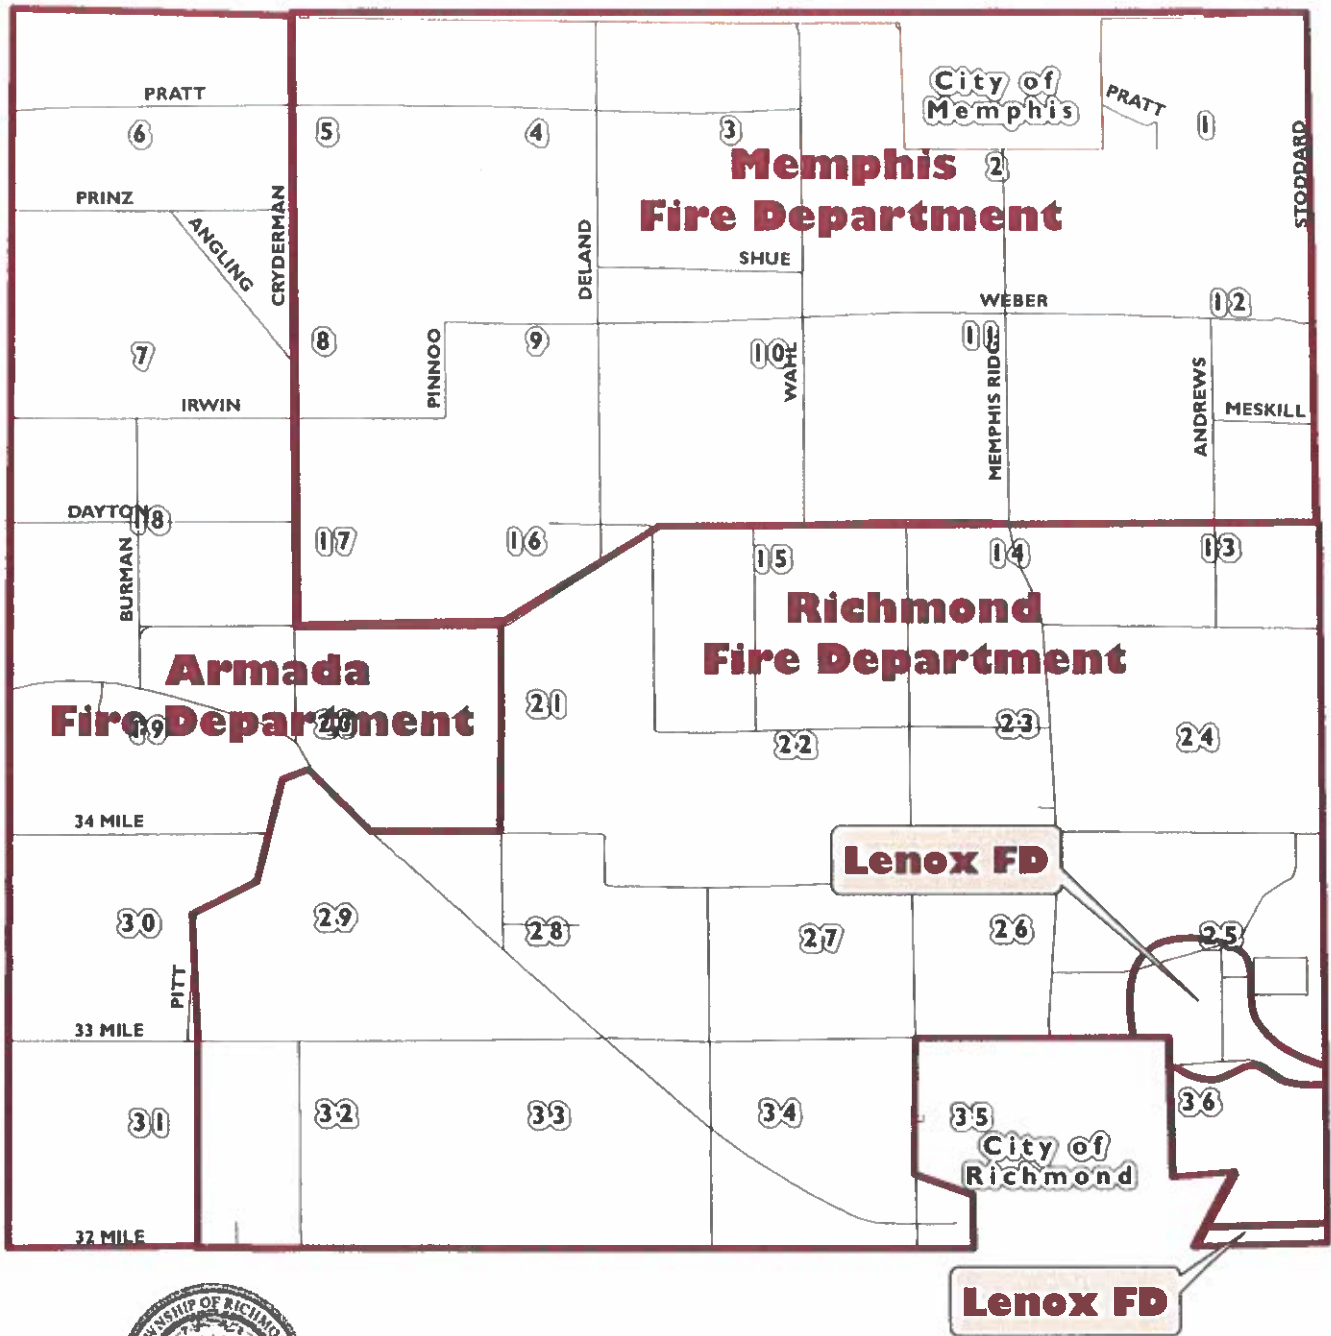 City of
Memphis
PRATT
PRATT
6
5
4
3
1
2
STODDARD
Memphis
Fire Department
PRINZ
ANGLING
CRYDERMAN
DELAND
SHUE
WEBER
12
7
8
PINNOO
9
10
WAHL
11
MEMPHIS RIDG
ANDREWS
MESKILL
IRWIN
DAYTON
18
BURMAN
17
16
15
14
13
Richmond
Fire Department
Armada
Fire Department
19
20
21
22
23
24
34 MILE
Lenox FD
30
29
28
27
26
25
PITT
33 MILE
31
32
33
34
35
36
City of
Richmond
32 MILE
Lenox FD